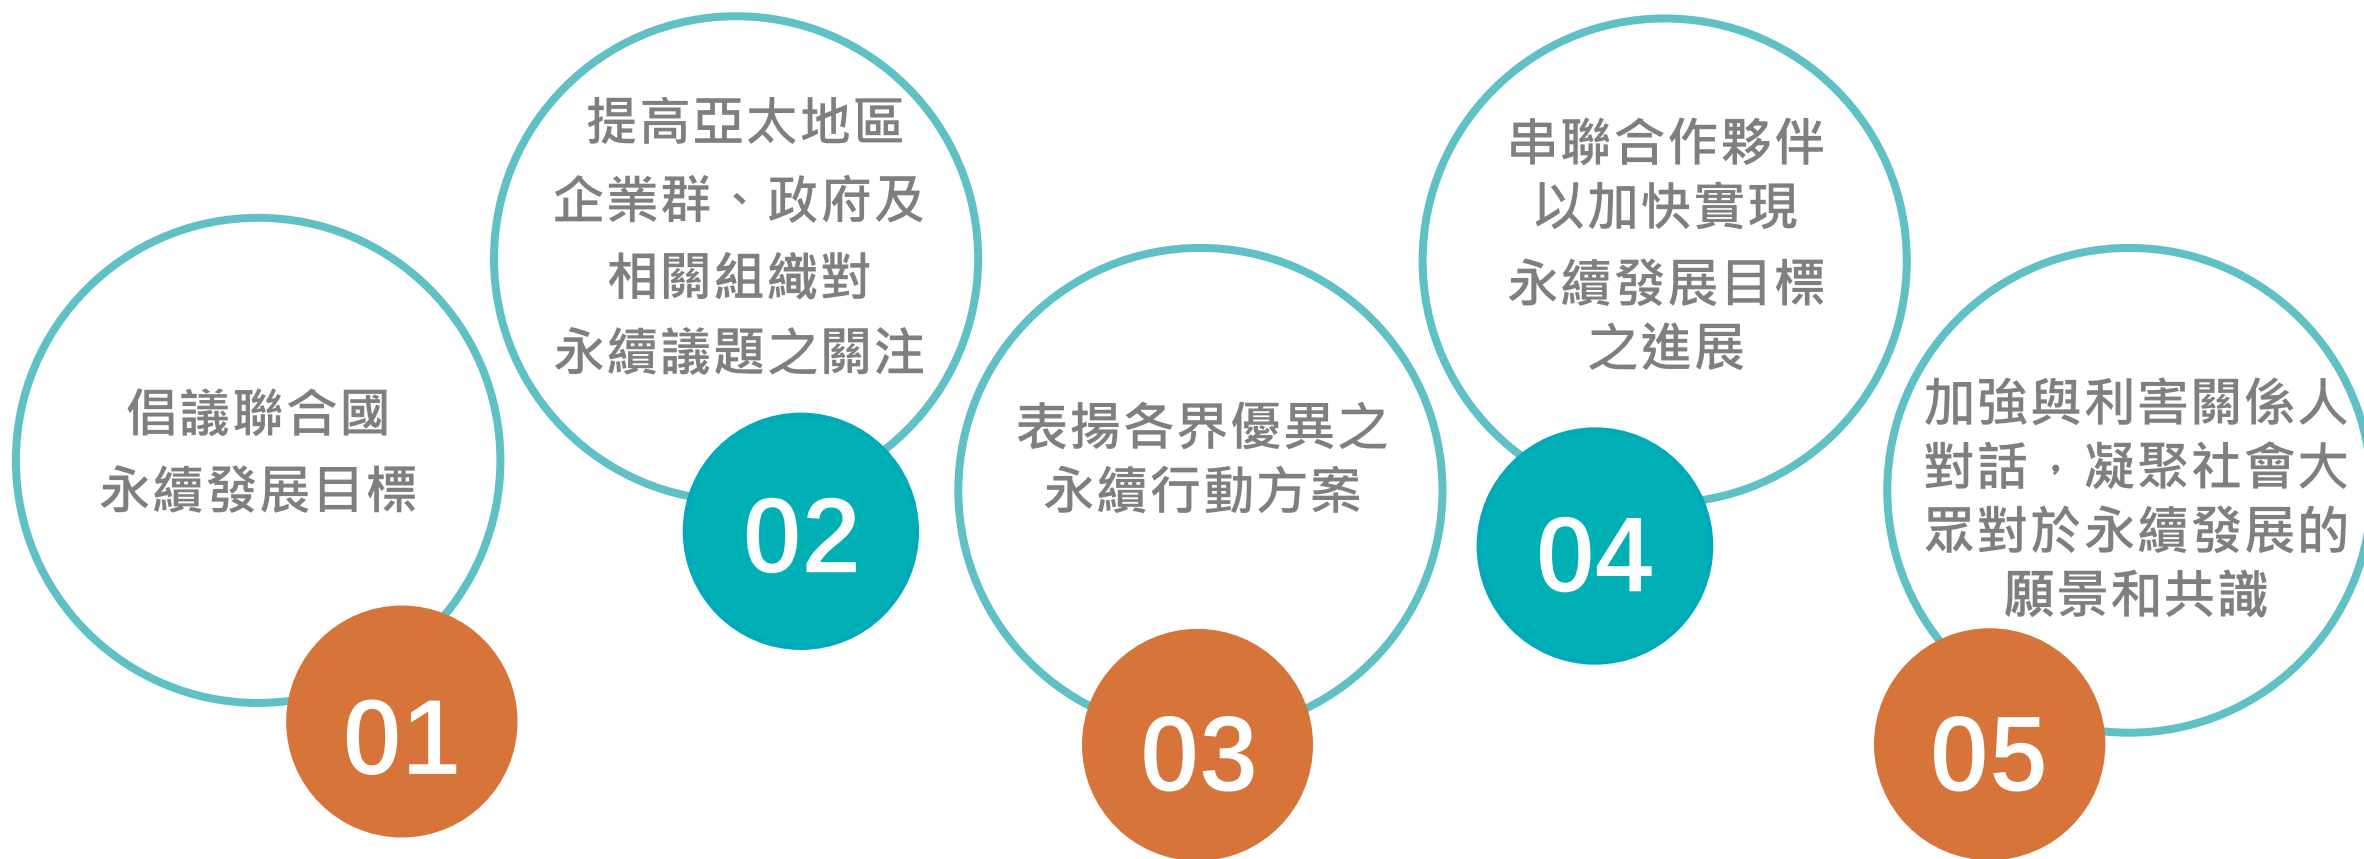 倡議聯合國
永續發展目標
01
提高亞太地區
企業群、政府及
相關組織對
永續議題之關注
02
表揚各界優異之
永續行動方案
03
串聯合作夥伴
以加快實現
永續發展目標
之進展
04
加強與利害關係人
對話，凝聚社會大
眾對於永續發展的
願景和共識
05